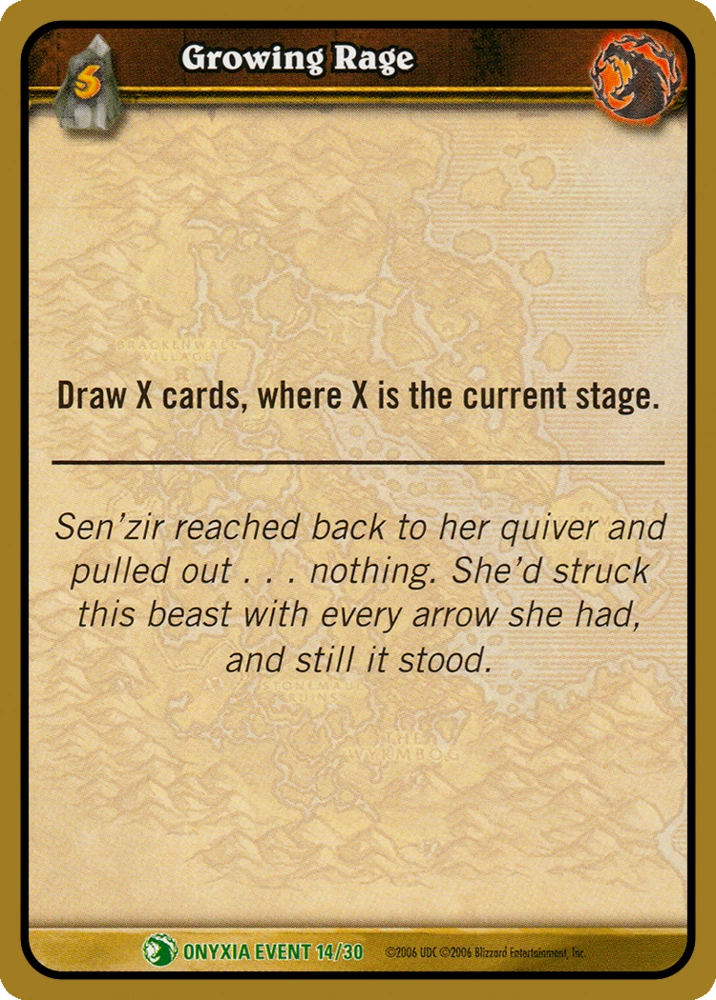 Growing Rage
5
BRACKENWALL
VILLAGE
Draw X cards, where X is the current stage.
Sen’zir reached back to her quiver and
pulled out . . . nothing. She’d struck
this beast with every arrow she had,
and still it stood.
STONEMAUL
RUINS
THE
WYRMBOG
ONYXIA EVENT 14/30
©2006 UDC ©2006 Blizzard Entertainment, Inc.